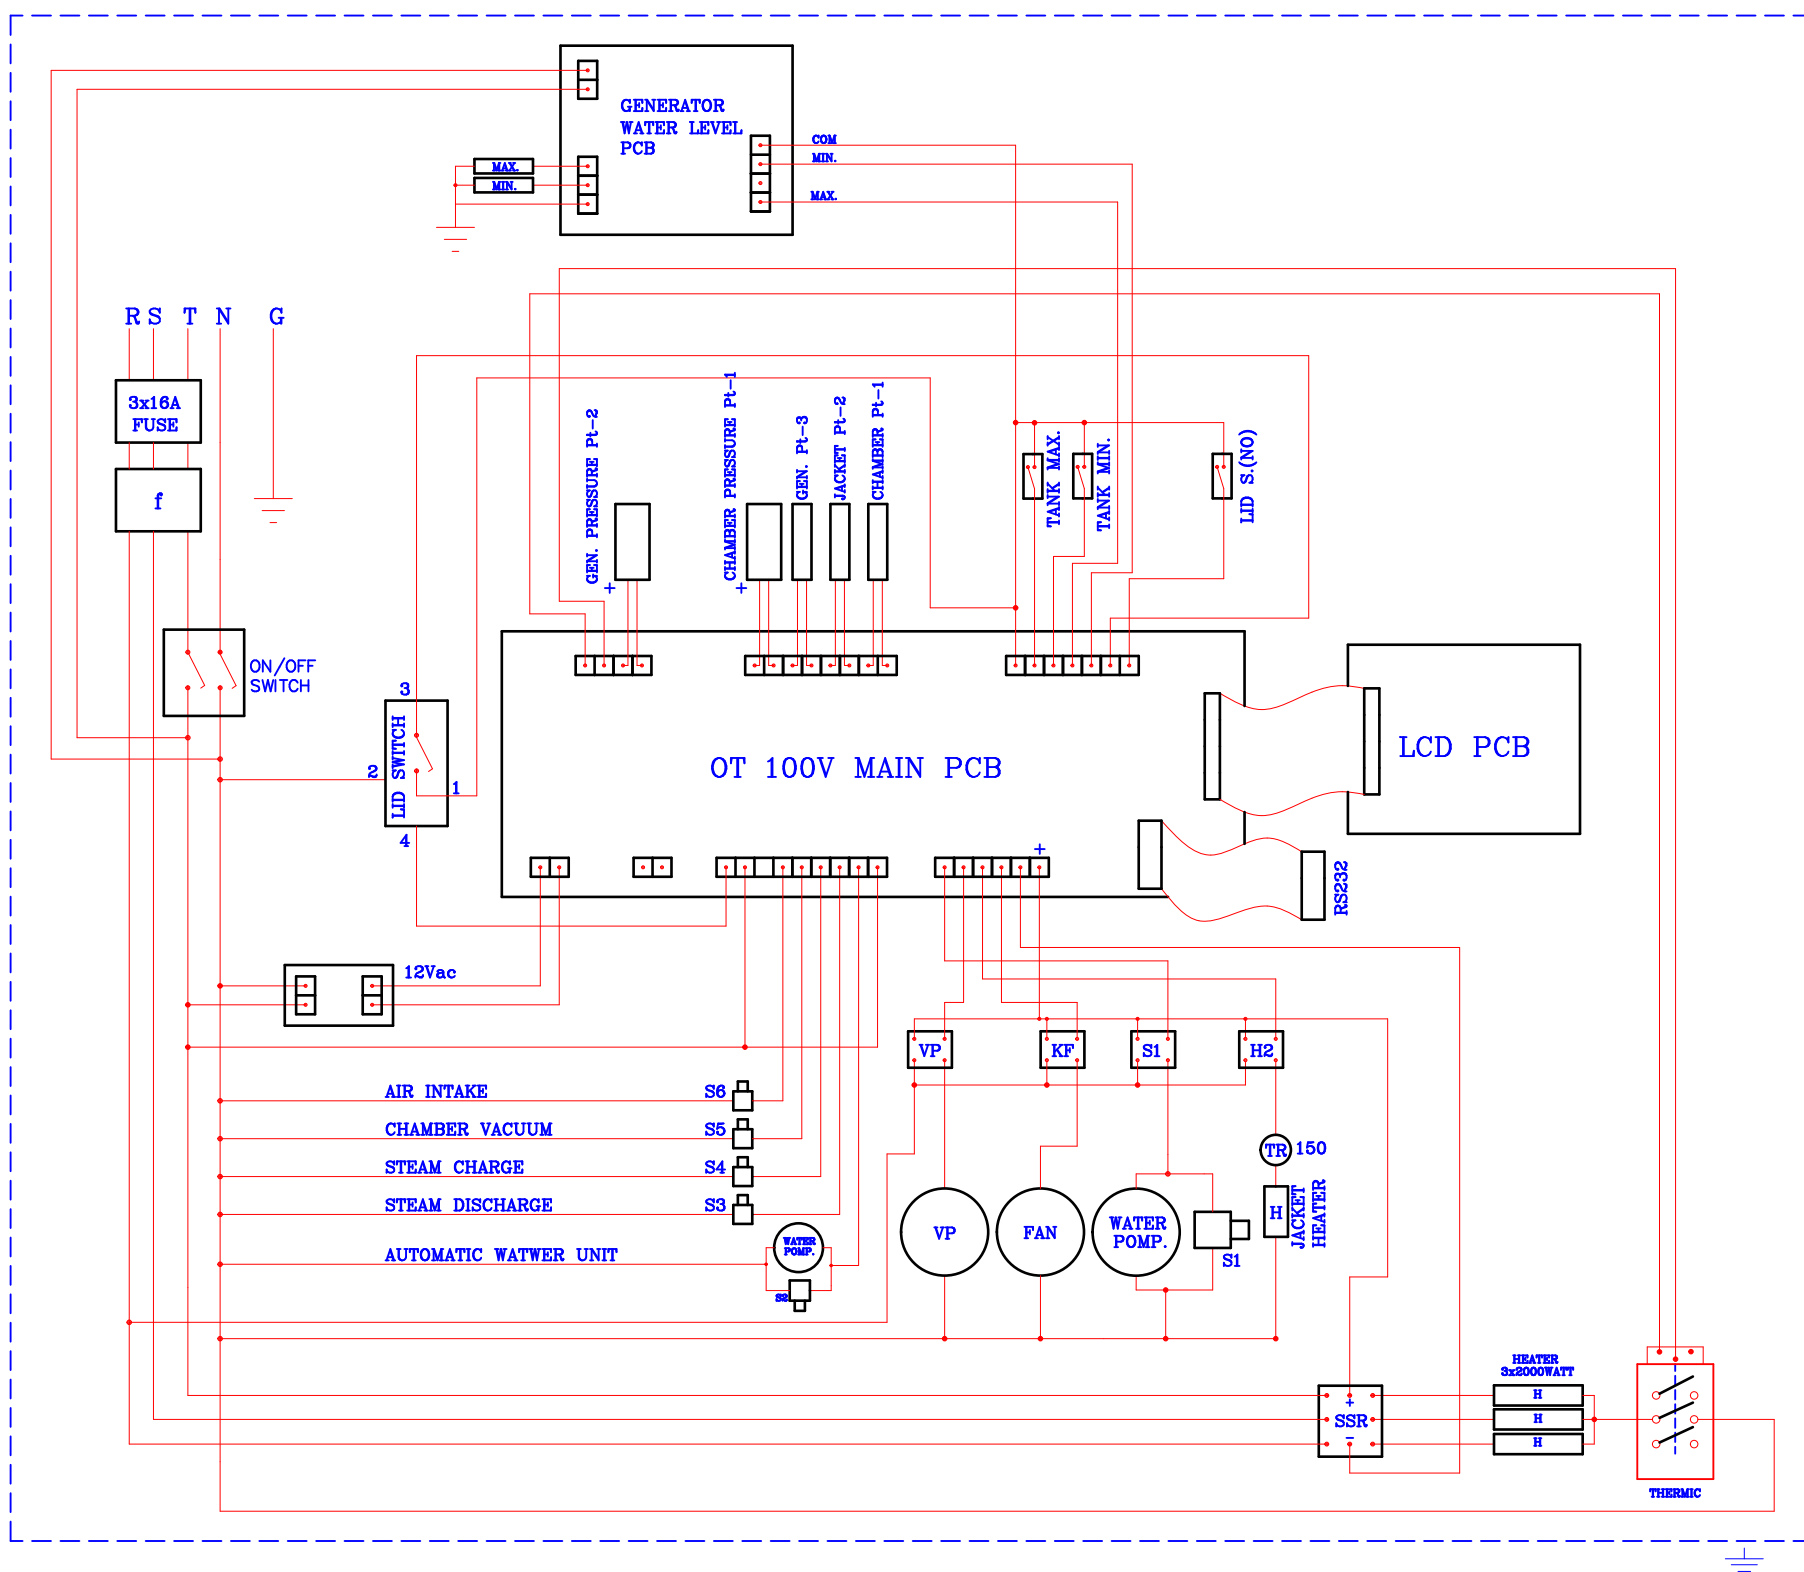 GENERATOR
WATER LEVEL
PCB
COM
MIN.
MAX.
MAX.
MIN.
R S T N G
3x16A
FUSE
f
GEN. PRESSURE Pt-2
+
CHAMBER PRESSURE Pt-1
+
GEN. Pt-3
JACKET Pt-2
CHAMBER Pt-1
TANK MAX.
TANK MIN.
LID S.(NO)
ON/OFF
SWITCH
3
LID SWITCH
2
1
4
OT 100V MAIN PCB
LCD PCB
+
RS232
12Vac
VP
KF
S1
H2
AIR INTAKE S6
CHAMBER VACUUM S5
STEAM CHARGE S4
STEAM DISCHARGE S3
AUTOMATIC WATWER UNIT
WATER
POMP.
S2
VP
FAN
WATER
POMP.
S1
TR 150
H
JACKET
HEATER
HEATER
3x2000WATT
H
H
H
+
SSR
-
THERMIC